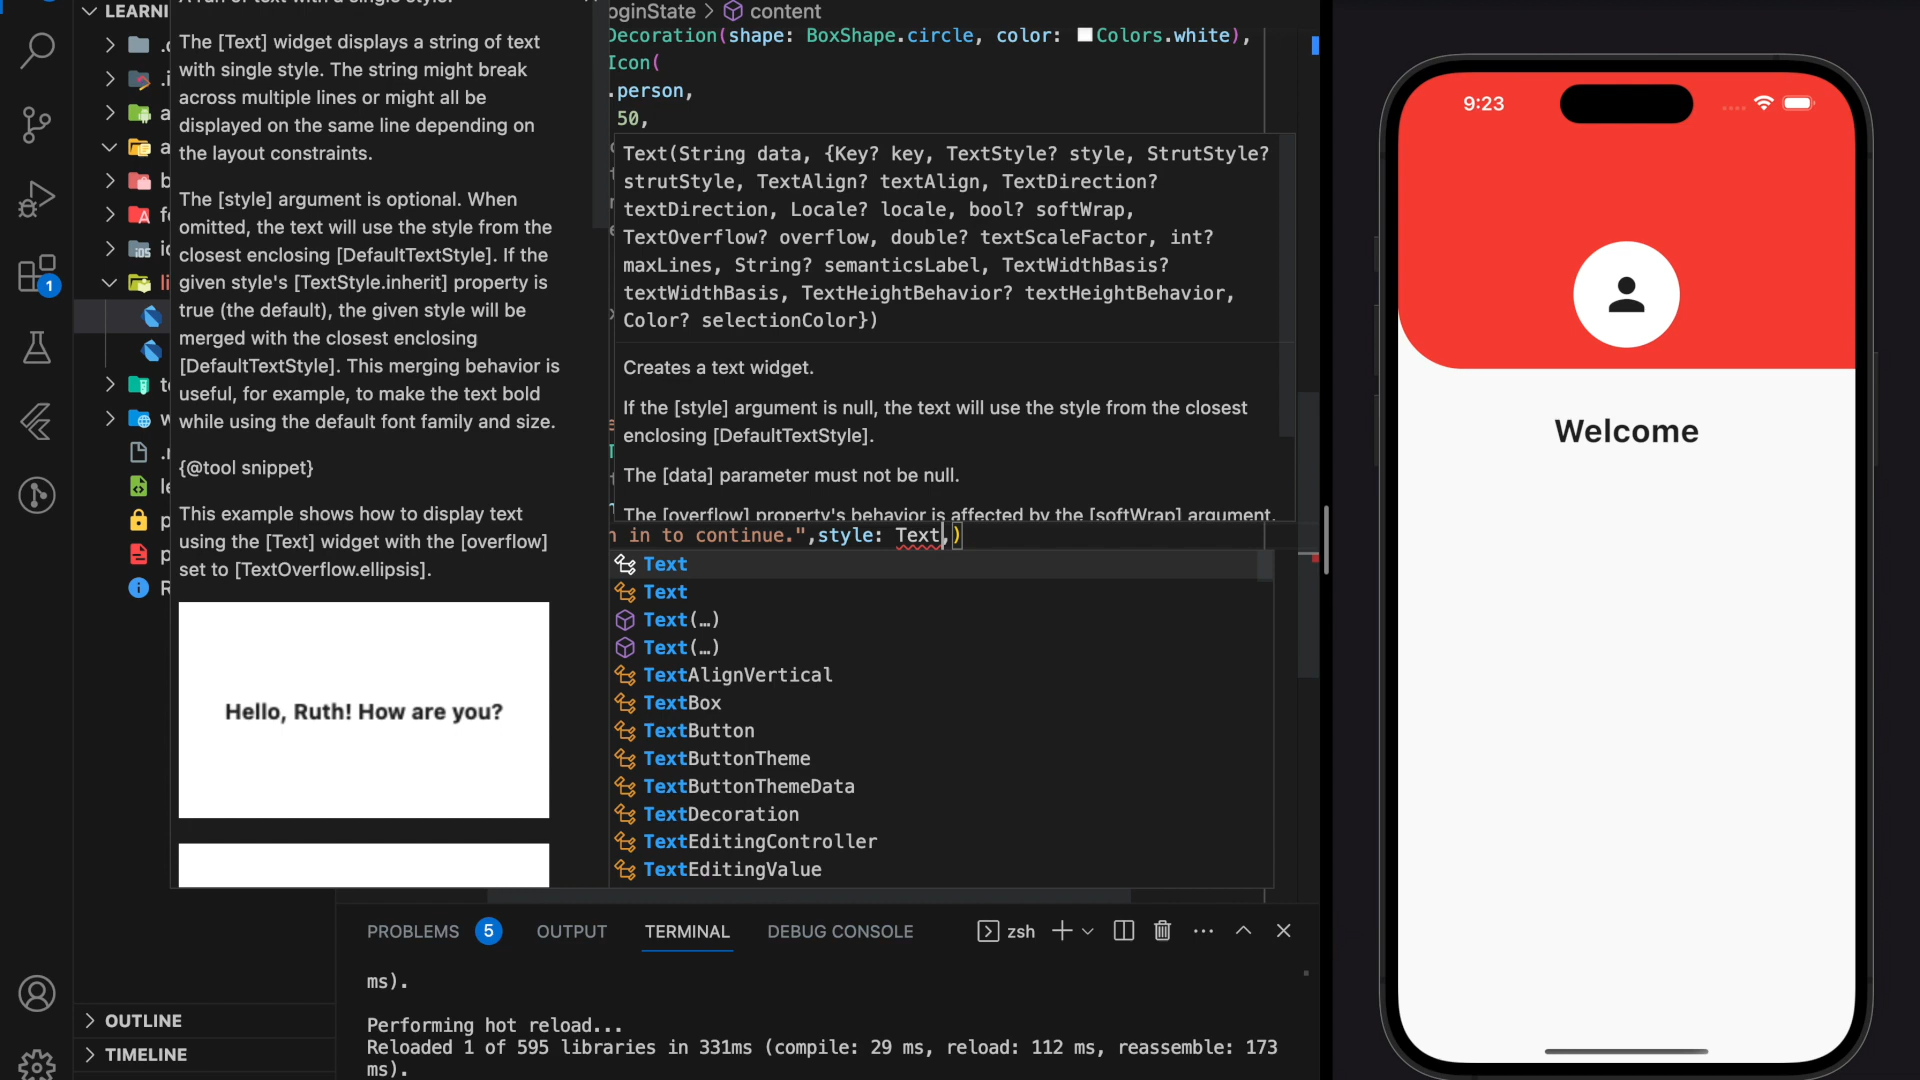 LEARNI
The [Text] widget displays a string of text
with single style. The string might break
across multiple lines or might all be
displayed on the same line depending on
the layout constraints.
The [style] argument is optional. When
omitted, the text will use the style from the
closest enclosing [DefaultTextStyle]. If the
given style's [TextStyle.inherit] property is
true (the default), the given style will be
merged with the closest enclosing
[DefaultTextStyle]. This merging behavior is
useful, for example, to make the text bold
while using the default font family and size.
{@tool snippet}
This example shows how to display text
using the [Text] widget with the [overflow]
set to [TextOverflow.ellipsis].
Hello, Ruth! How are you?
1
OUTLINE
TIMELINE
oginState > content
Decoration(shape: BoxShape.circle, color: Colors.white),
Icon(
.person,
50,
Text(String data, {Key? key, TextStyle? style, StrutStyle?
strutStyle, TextAlign? textAlign, TextDirection?
textDirection, Locale? locale, bool? softWrap,
TextOverflow? overflow, double? textScaleFactor, int?
maxLines, String? semanticsLabel, TextWidthBasis?
textWidthBasis, TextHeightBehavior? textHeightBehavior,
Color? selectionColor})
Creates a text widget.
If the [style] argument is null, the text will use the style from the closest
enclosing [DefaultTextStyle].
The [data] parameter must not be null.
The [overflow] property's behavior is affected by the [softWrap] argument.
n in to continue.",style: Text,)
Text
Text
Text(…)
Text(…)
TextAlignVertical
TextBox
TextButton
TextButtonTheme
TextButtonThemeData
TextDecoration
TextEditingController
TextEditingValue
PROBLEMS 5 OUTPUT TERMINAL DEBUG CONSOLE zsh
ms).
Performing hot reload...
Reloaded 1 of 595 libraries in 331ms (compile: 29 ms, reload: 112 ms, reassemble: 173
ms).
9:23
Welcome